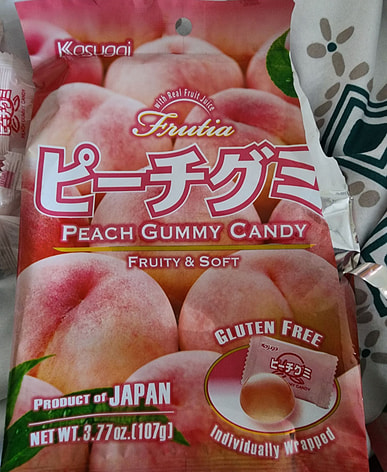 Kasugai
with Real Fruit Juice
Frutia
ピーチグミ
PEACH GUMMY CANDY
FRUITY & SOFT
GLUTEN FREE
ピーチグミ
PRODUCT OF JAPAN
NET WT. 3.77oz.(107g)
Individually Wrapped